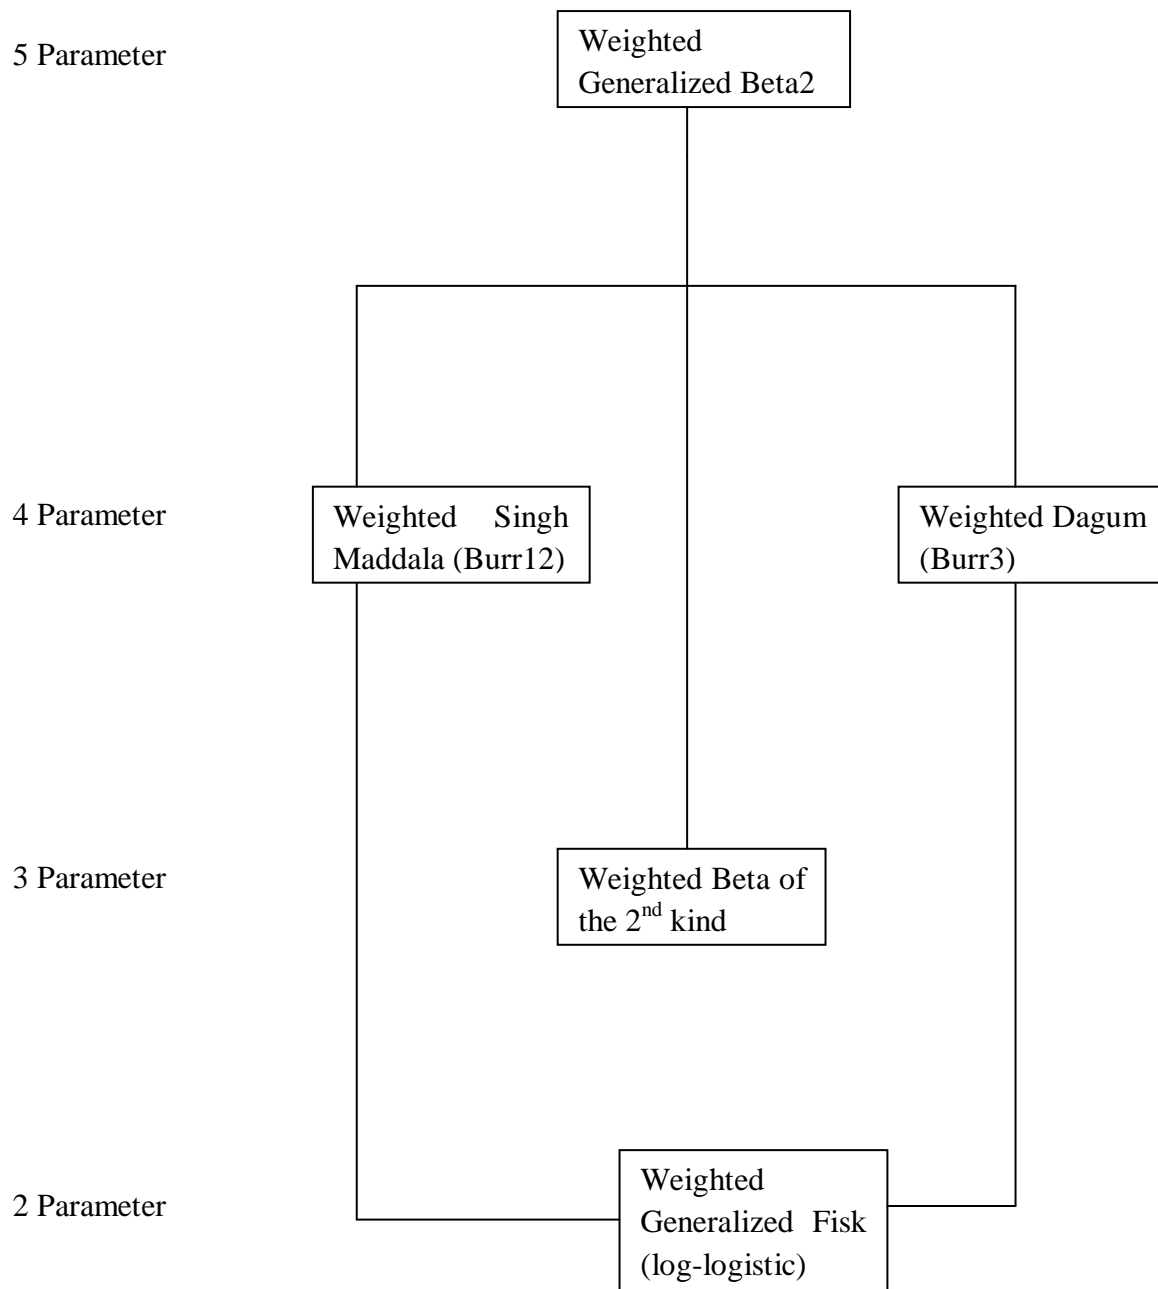 5 Parameter
Weighted
Generalized Beta2
4 Parameter
Weighted Singh
Maddala (Burr12)
Weighted Dagum
(Burr3)
3 Parameter
Weighted Beta of
the 2nd kind
2 Parameter
Weighted
Generalized Fisk
(log-logistic)